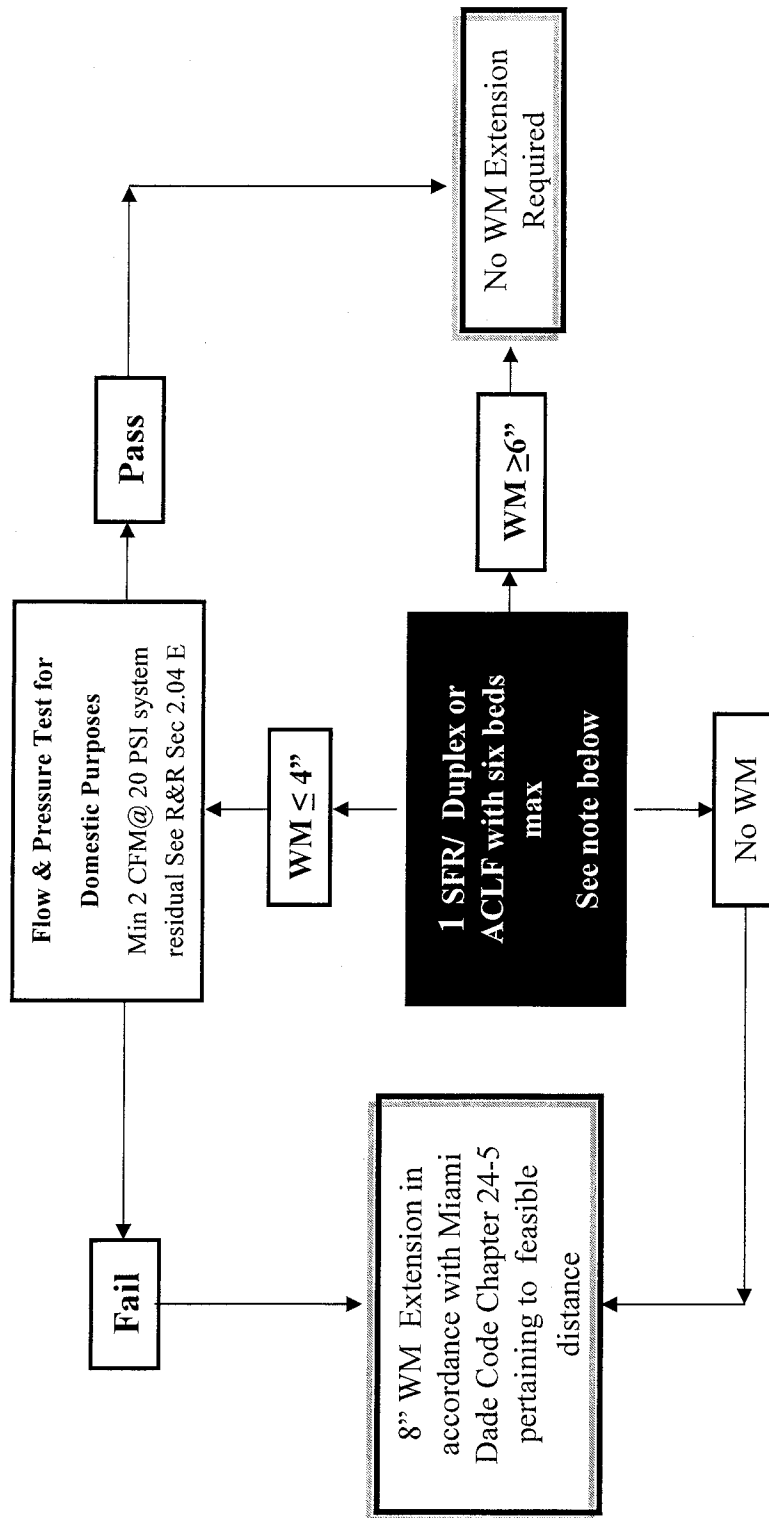 Flow & Pressure Test for
Domestic Purposes
Min 2 CFM@ 20 PSI system
residual See R&R Sec 2.04 E
Fail
Pass
WM ≤ 4”
8” WM Extension in
accordance with Miami
Dade Code Chapter 24-5
pertaining to feasible
distance
1 SFR/ Duplex or
ACLF with six beds
max
See note below
WM ≥6”
No WM Extension
Required
No WM